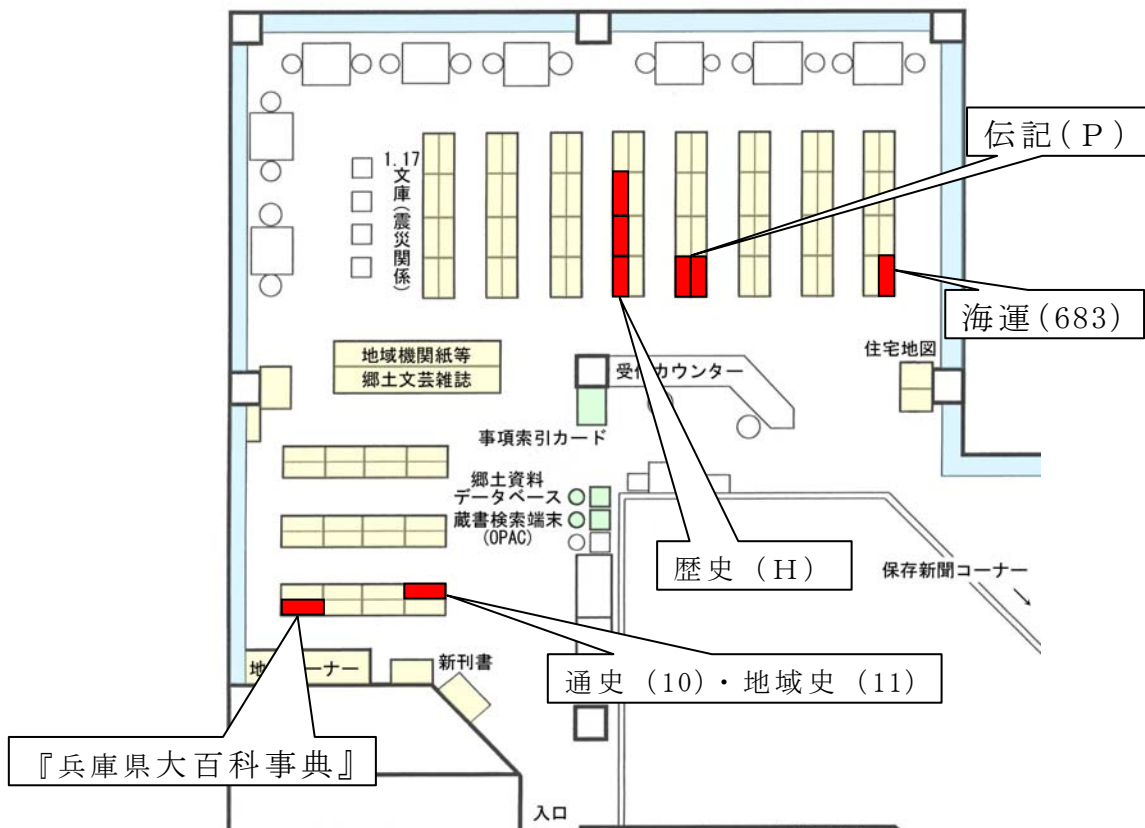 伝記(P)
1.17文庫(震災関係)
海運(683)
住宅地図
地域機関紙等
郷土文芸雑誌
受付カウンター
事項索引カード
郷土資料
データベース
蔵書検索端末
(OPAC)
歴史 (H)
保存新聞コーナー
新刊書
通史 (10)・地域史 (11)
『兵庫県大百科事典』
入口